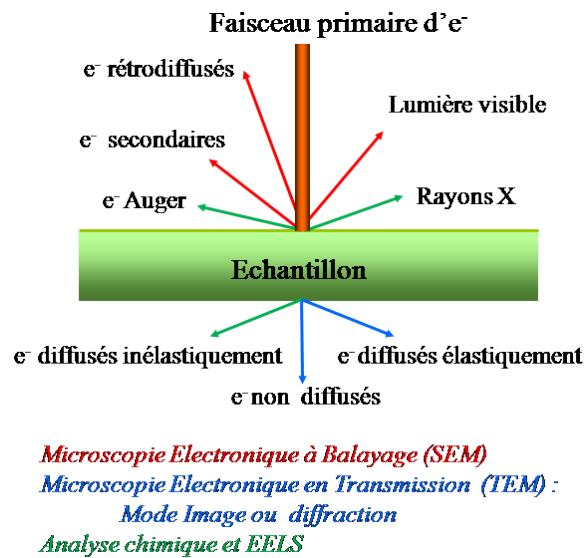 Faisceau primaire d'e⁻
e⁻ rétrodiffusés
Lumière visible
e⁻ secondaires
e⁻ Auger
Rayons X
Echantillon
e⁻ diffusés inélastiquement
e⁻ diffusés élastiquement
e⁻ non diffusés
Microscopie Electronique à Balayage (SEM)
Microscopie Electronique en Transmission (TEM) :
Mode Image ou diffraction
Analyse chimique et EELS